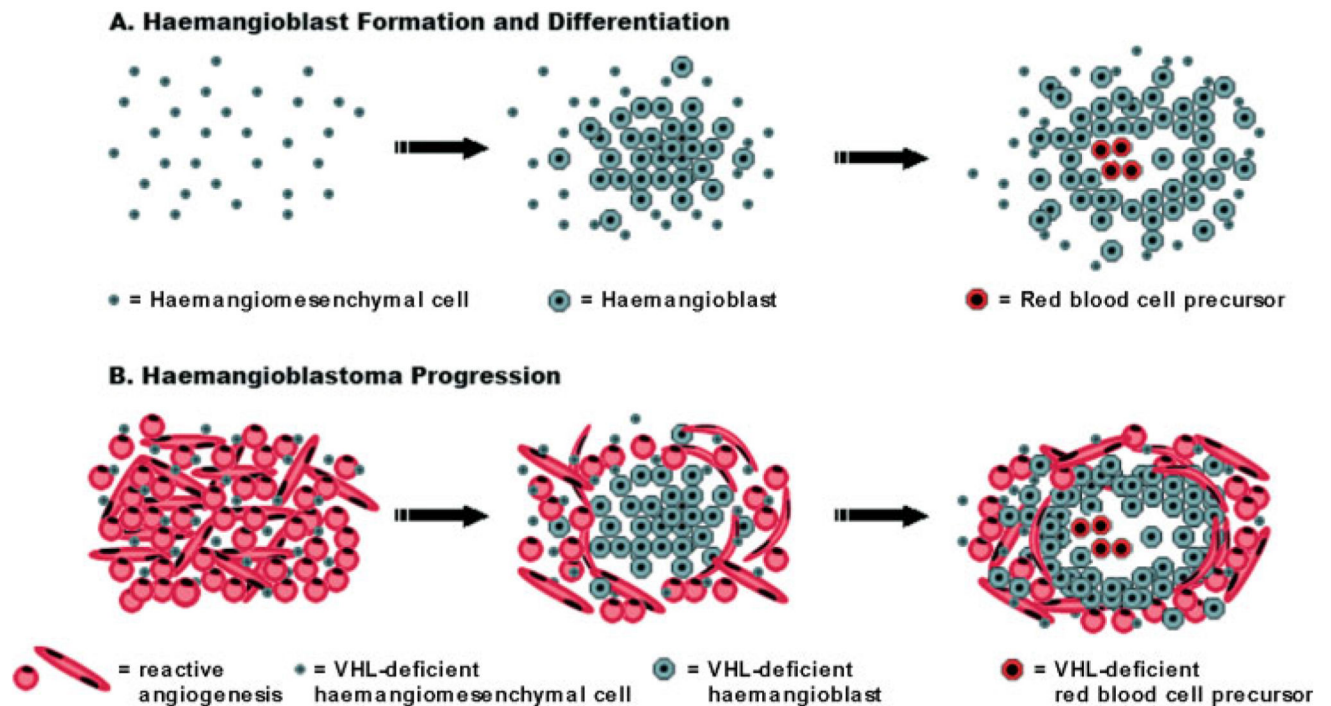 A. Haemangioblast Formation and Differentiation
= Haemangiomesenchymal cell
= Haemangioblast
= Red blood cell precursor
B. Haemangioblastoma Progression
= reactive
angiogenesis
= VHL-deficient
haemangiomesenchymal cell
= VHL-deficient
haemangioblast
= VHL-deficient
red blood cell precursor